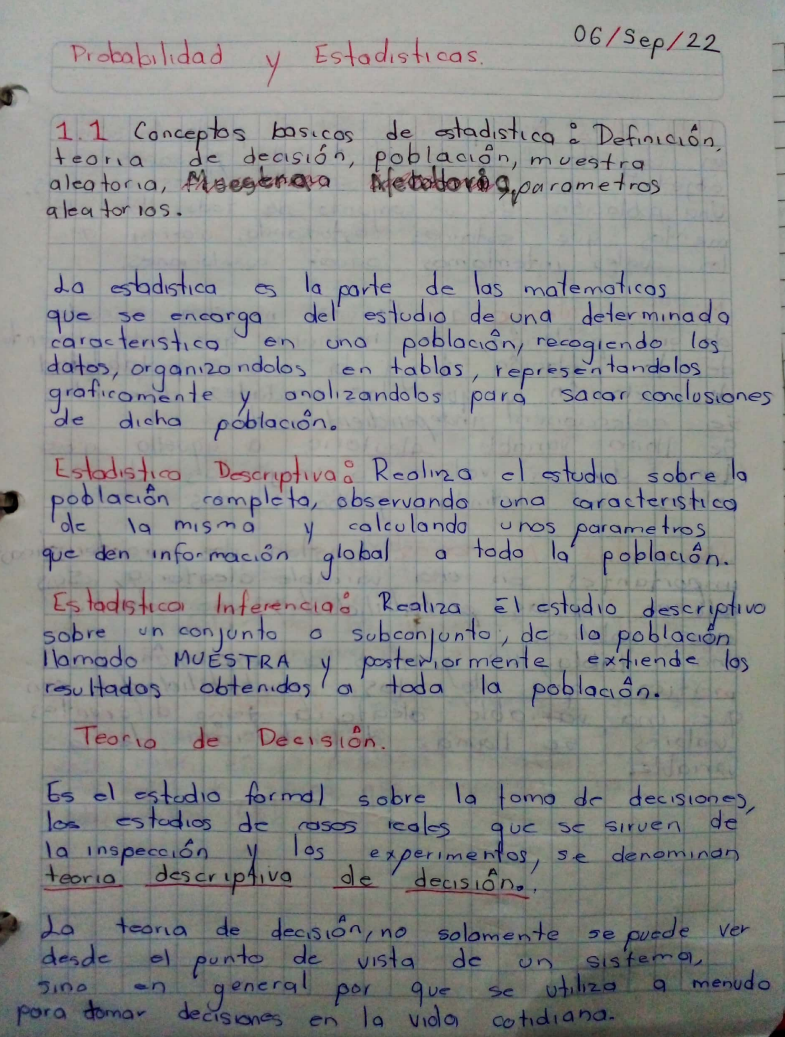 06/Sep/22
Probabilidad y Estadisticas.
1.1 Conceptos basicos de estadistica: Definición,
teoria de decisión, población, muestra
aleatoria, parametros
aleatorios.
La estadistica es la parte de las matematicas
que se encarga del estudio de una determinada
caracteristica en una población, recogiendo los
datos, organizandolos en tablas, representandolos
graficamente y analizandolos para sacar conclusiones
de dicha población.
Estadistica Descriptiva: Realiza el estudio sobre la
población completa, observando una caracteristica
de la misma y calculando unos parametros
que den información global a toda la población.
Estadistica Inferencia: Realiza El estudio descriptivo
sobre un conjunto o subconjunto, de la población
llamado MUESTRA y posteriormente extiende los
resultados obtenidos a toda la población.
Teoria de Decisión.
Es el estudio formal sobre la toma de decisiones,
los estudios de casos reales que se sirven de
la inspección y los experimentos, se denominan
teoria descriptiva de decisión.
La teoria de decisión, no solamente se puede ver
desde el punto de vista de un sistema,
sino en general por que se utiliza a menudo
para tomar decisiones en la vida cotidiana.